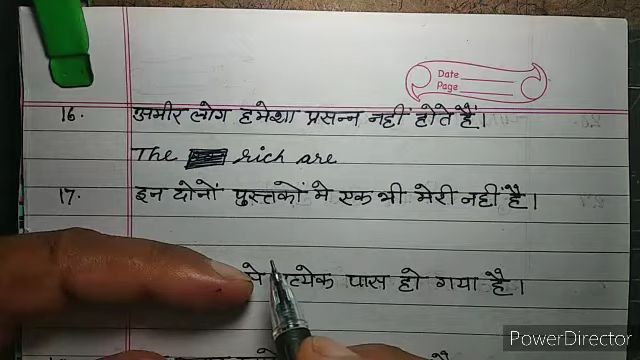 Date
Page
16. अमीर लोग हमेशा प्रसन्न नहीं होते हैं।
The rich are
17. इन दोनों पुस्तकों मे एक भी मेरी नहीं है।
मे प्रत्येक पास हो गया है।
PowerDirector